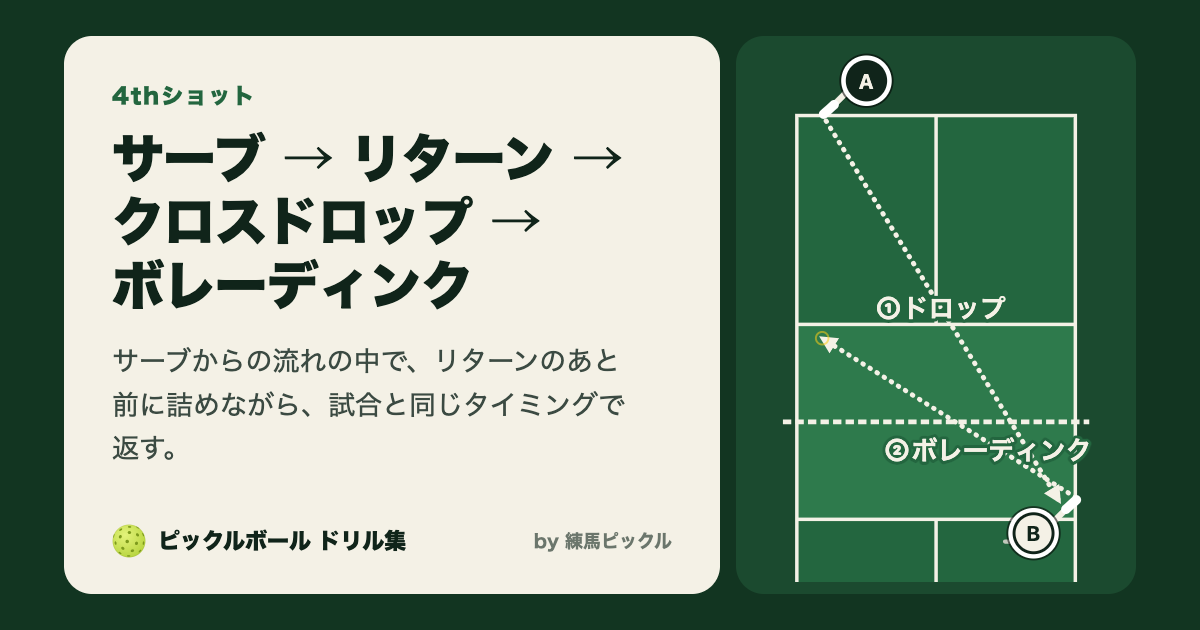 4thショット
サーブ → リターン →
クロスドロップ →
ボレーディンク
サーブからの流れの中で、リターンのあと
前に詰めながら、試合と同じタイミングで
返す。
ピックルボール ドリル集
by 練馬ピックル
A
①ドロップ
②ボレーディンク
B